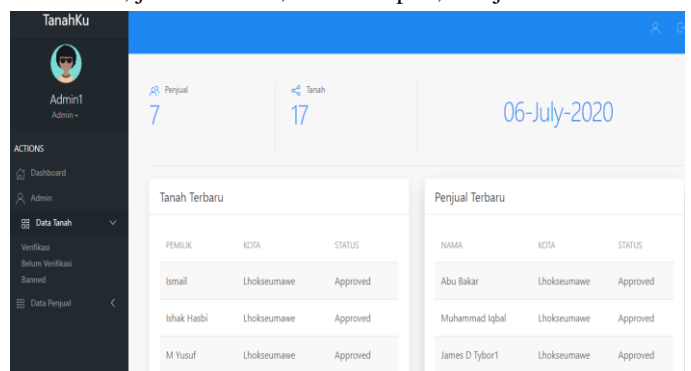 TanahKu
Admin1
Admin
ACTIONS
Dashboard
Admin
Data Tanah
Verifikasi
Belum Verifikasi
Banned
Data Penjual
Penjual
7
Tanah
17
06-July-2020
Tanah Terbaru
PEMILIK KOTA STATUS
Ismail Lhokseumawe Approved
Ishak Hasbi Lhokseumawe Approved
M Yusuf Lhokseumawe Approved
Penjual Terbaru
NAMA KOTA STATUS
Abu Bakar Lhokseumawe Approved
Muhammad Iqbal Lhokseumawe Approved
James D Tybor1 Lhokseumawe Approved